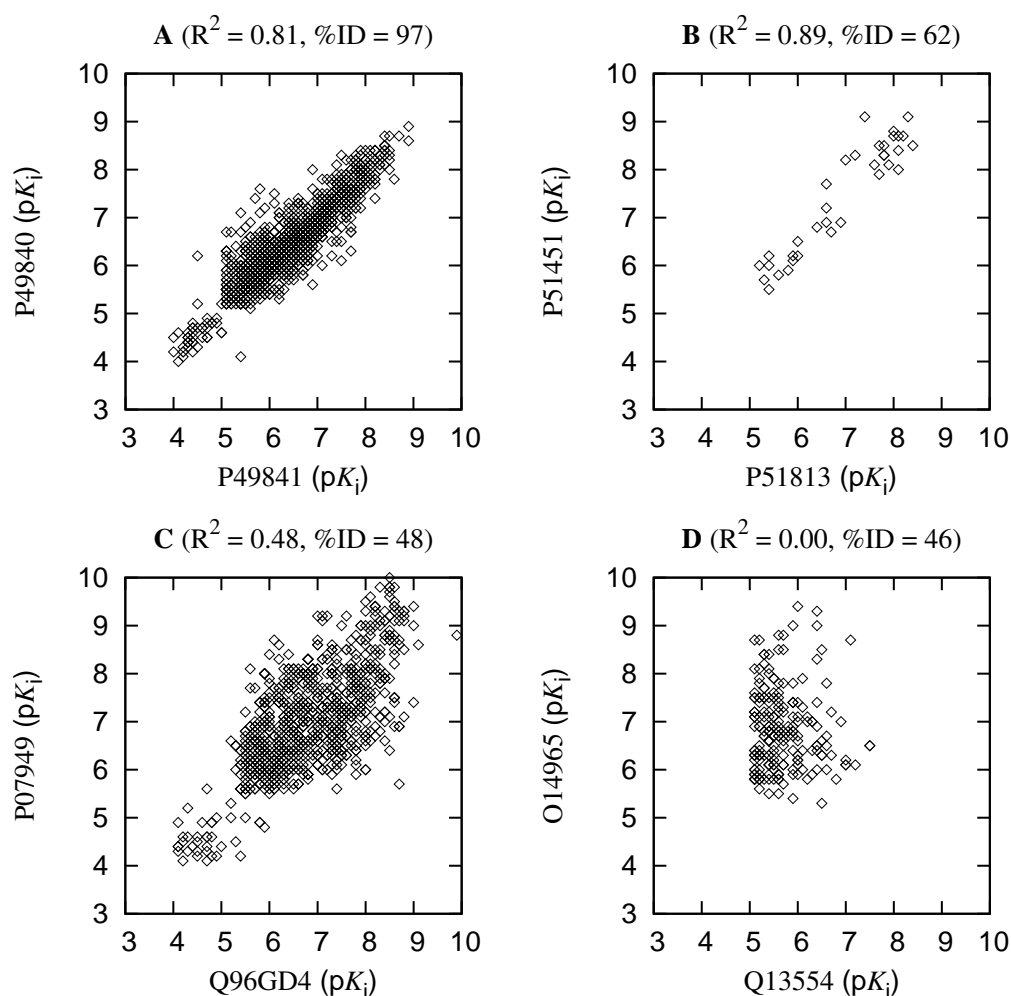 A (R² = 0.81, %ID = 97)
10
9
8
7
6
5
4
3
3 4 5 6 7 8 9 10
P49840 (pKi)
P49841 (pKi)
B (R² = 0.89, %ID = 62)
10
9
8
7
6
5
4
3
3 4 5 6 7 8 9 10
P51451 (pKi)
P51813 (pKi)
C (R² = 0.48, %ID = 48)
10
9
8
7
6
5
4
3
3 4 5 6 7 8 9 10
P07949 (pKi)
Q96GD4 (pKi)
D (R² = 0.00, %ID = 46)
10
9
8
7
6
5
4
3
3 4 5 6 7 8 9 10
O14965 (pKi)
Q13554 (pKi)